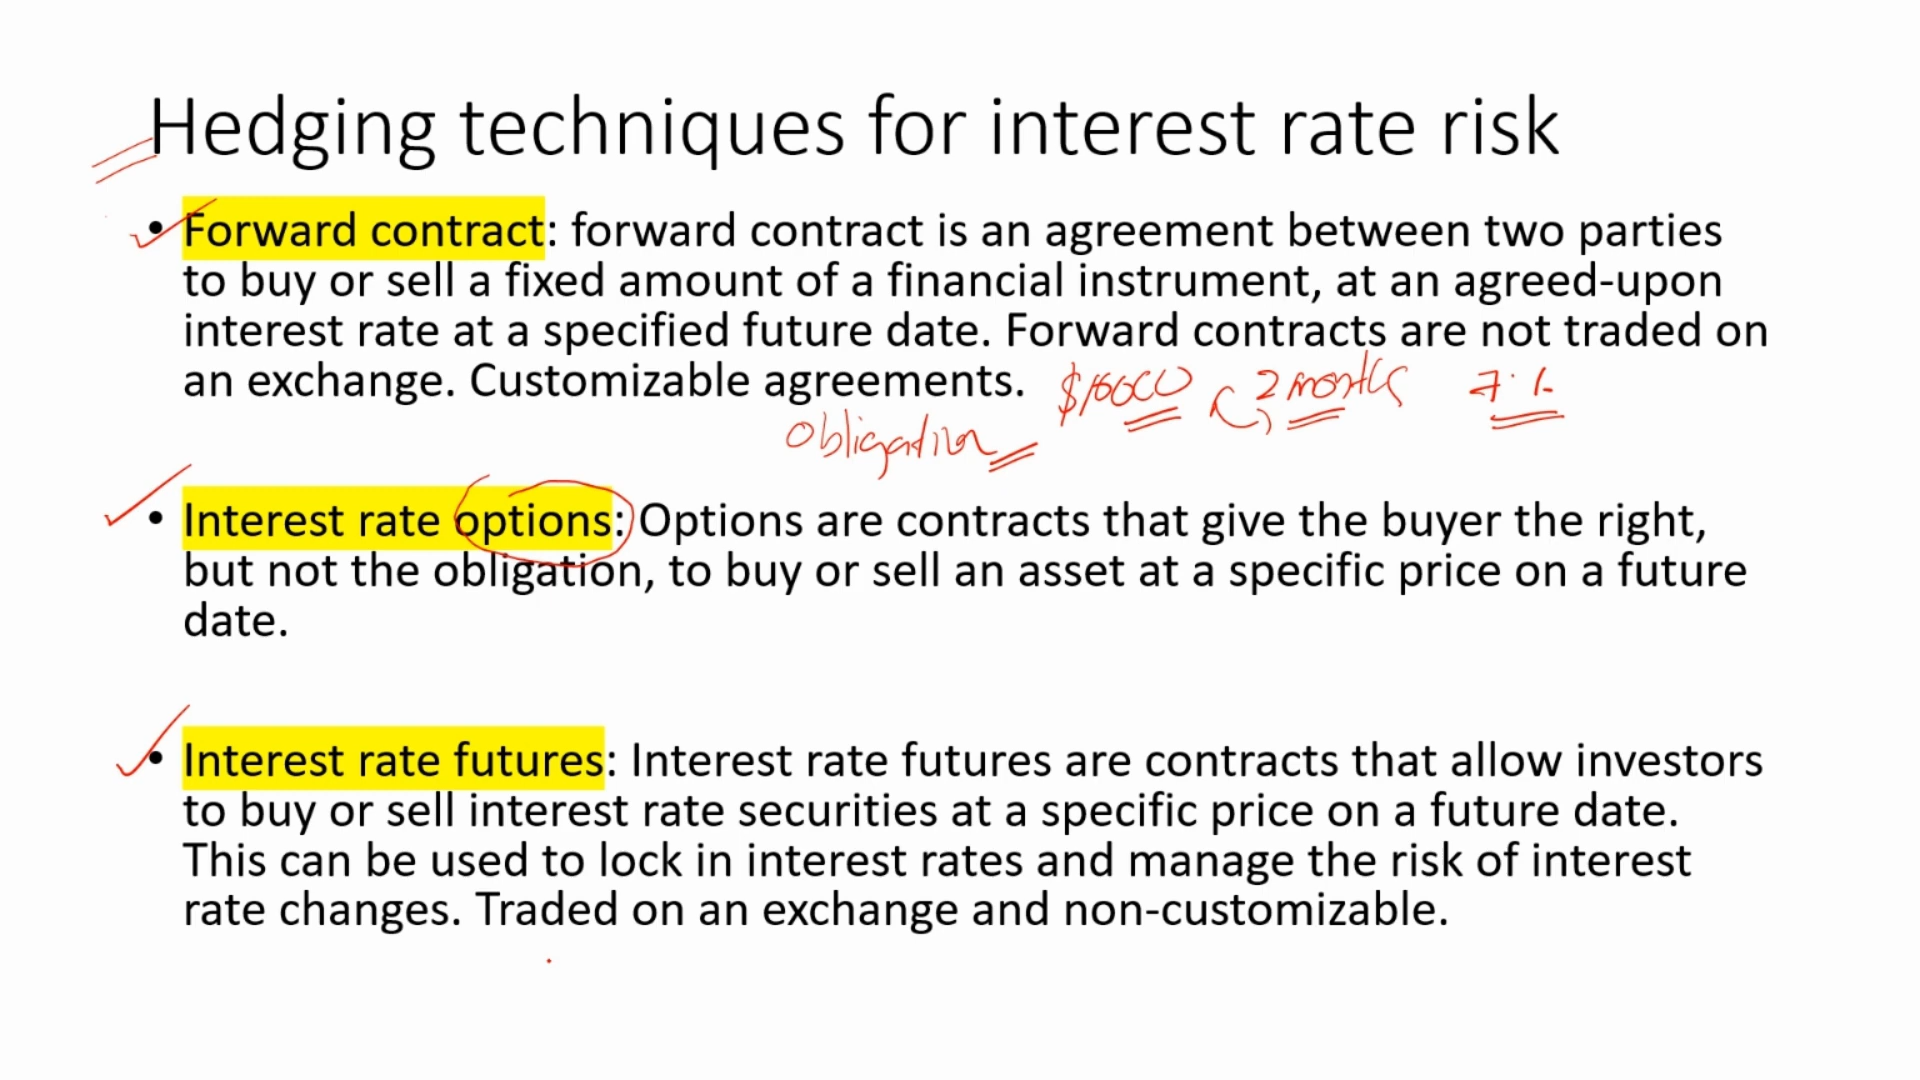 Hedging techniques for interest rate risk
• Forward contract: forward contract is an agreement between two parties
to buy or sell a fixed amount of a financial instrument, at an agreed-upon
interest rate at a specified future date. Forward contracts are not traded on
an exchange. Customizable agreements.
2 months 7%
Obligation
• Interest rate options: Options are contracts that give the buyer the right,
but not the obligation, to buy or sell an asset at a specific price on a future
date.
• Interest rate futures: Interest rate futures are contracts that allow investors
to buy or sell interest rate securities at a specific price on a future date.
This can be used to lock in interest rates and manage the risk of interest
rate changes. Traded on an exchange and non-customizable.